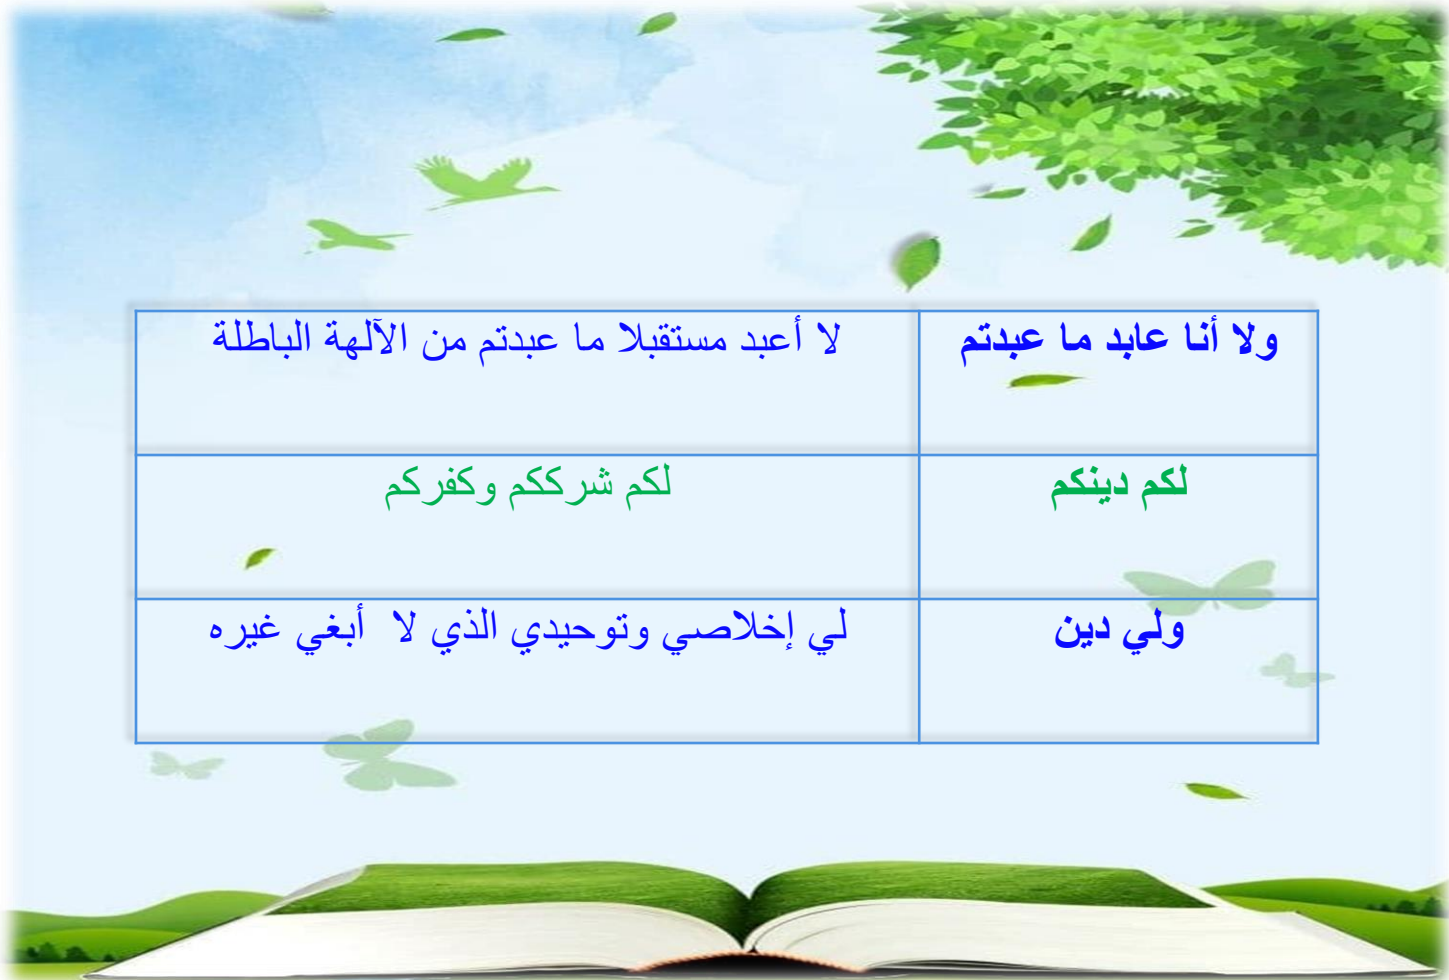 ولا أنا عابد ما عبدتم
لا أعبد مستقبلا ما عبدتم من الآلهة الباطلة
لكم دينكم
لكم شرككم وكفركم
ولي دين
لي إخلاصي وتوحيدي الذي لا أبغي غيره